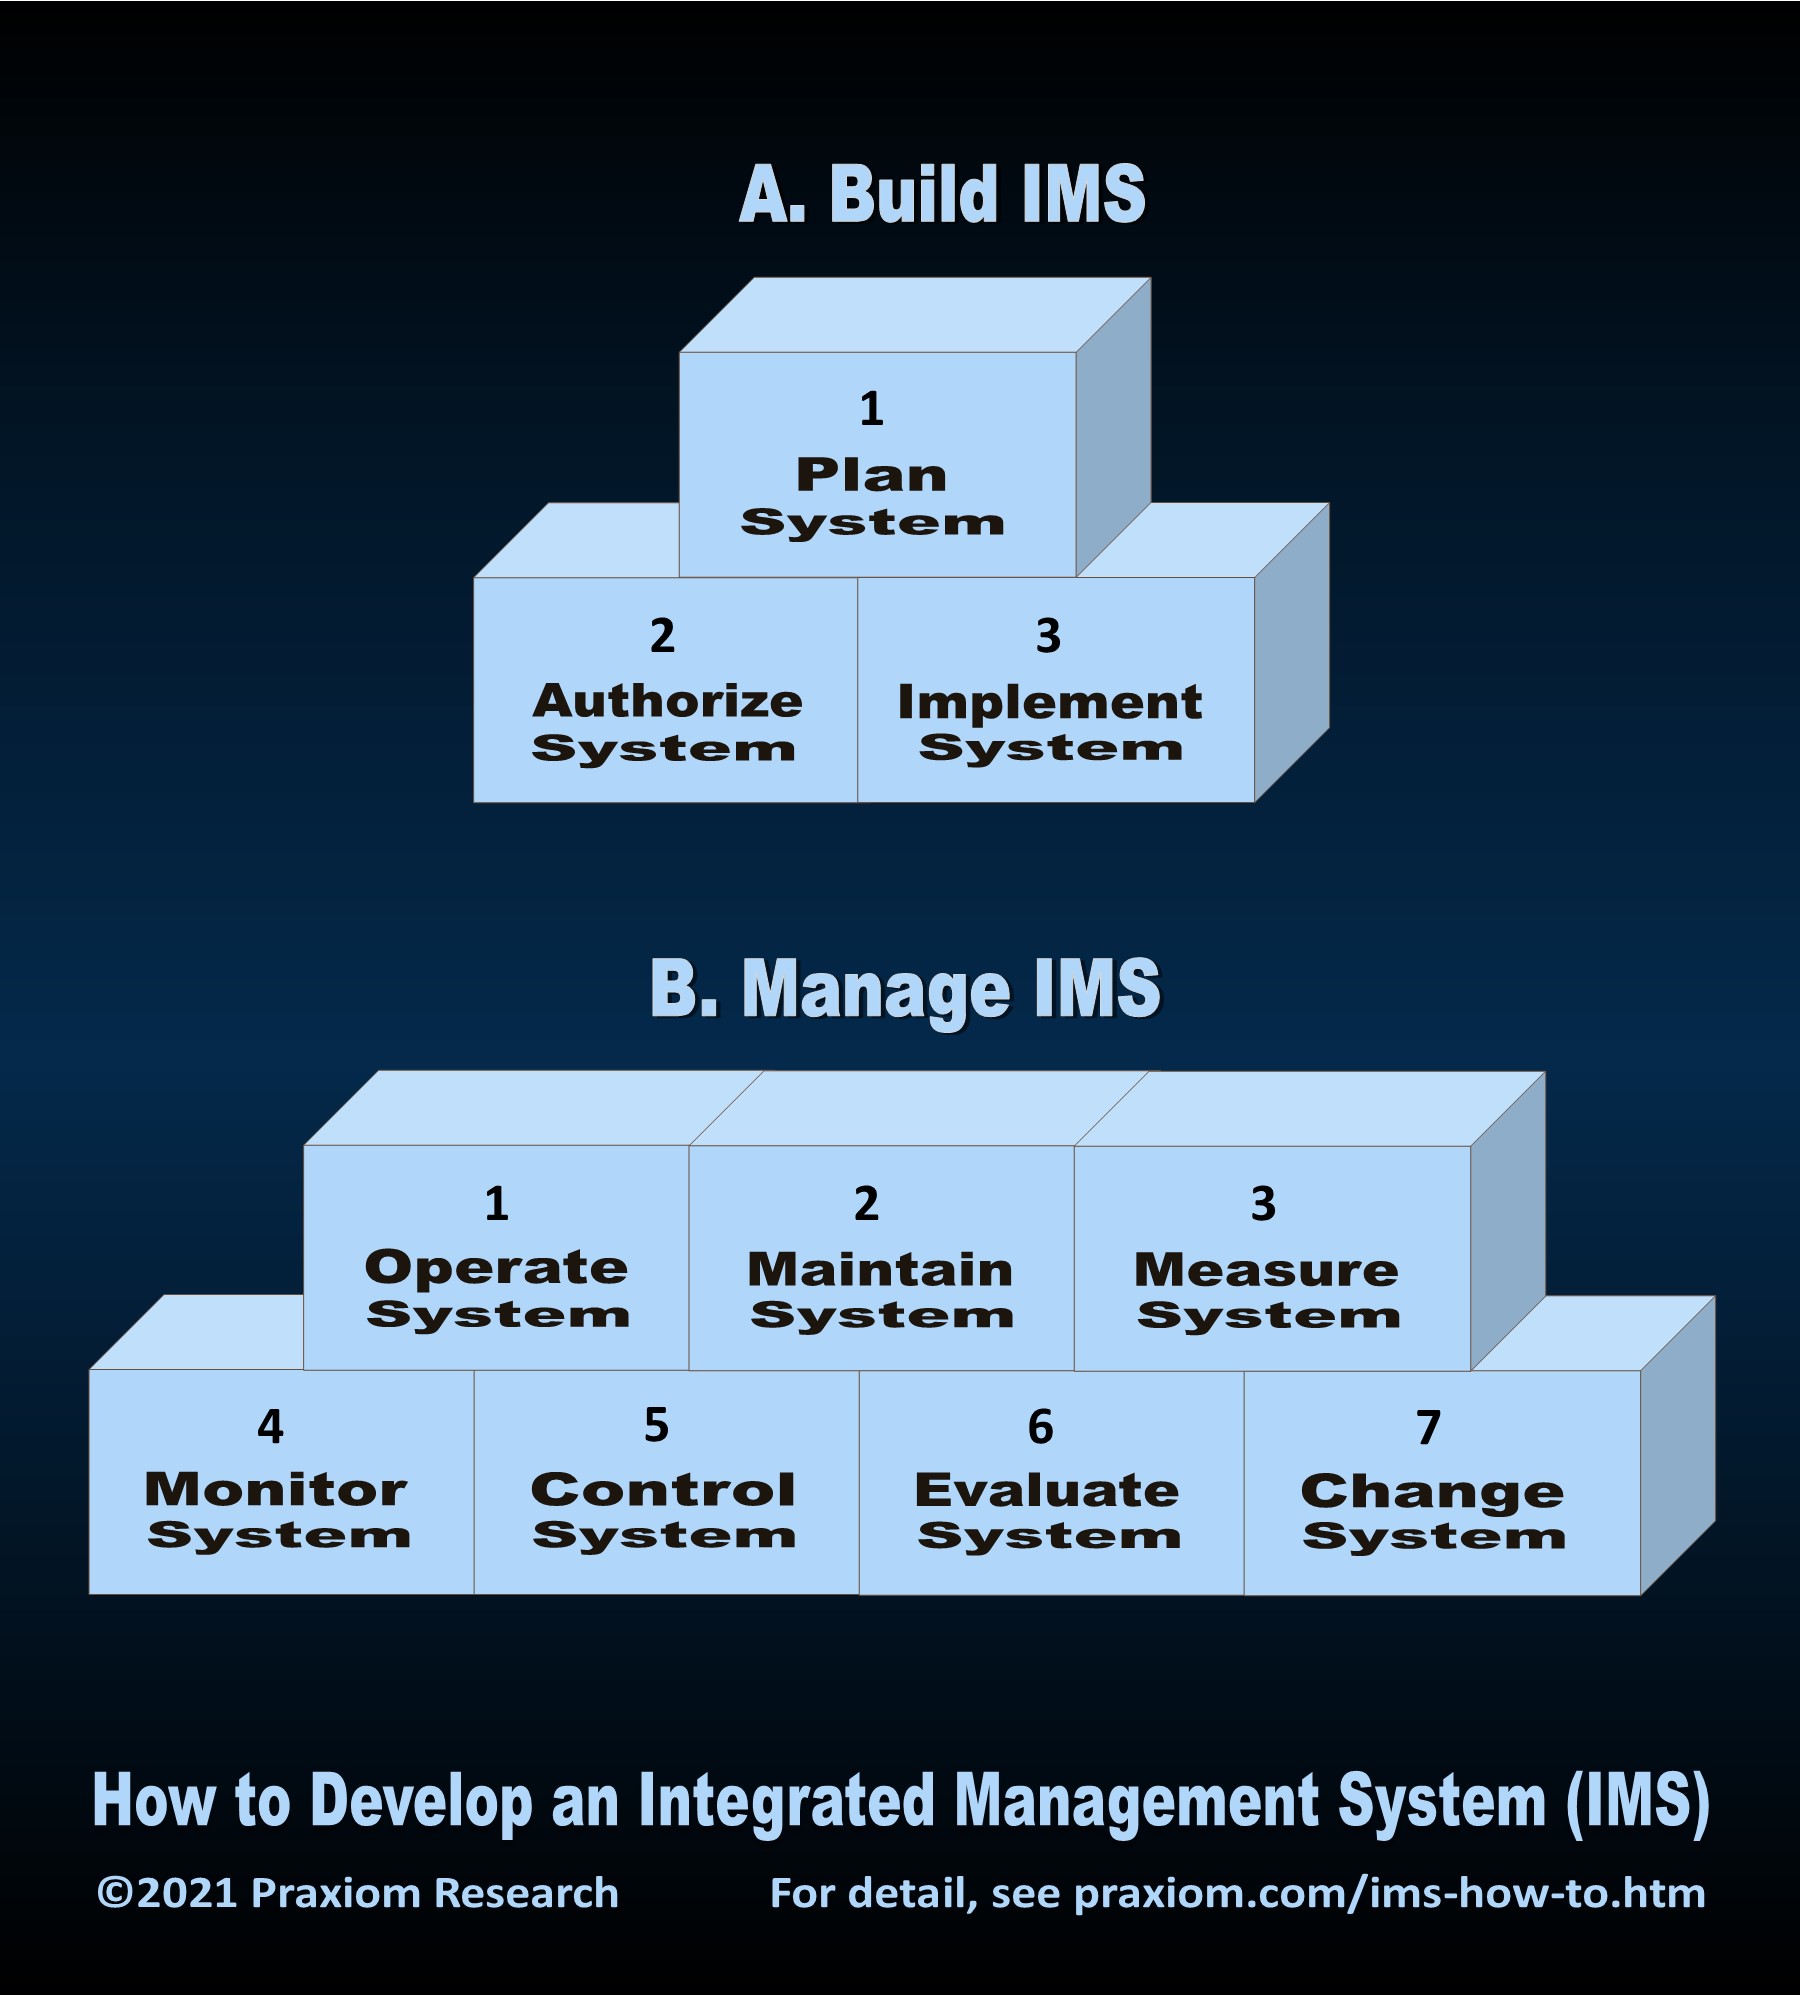 A. Build IMS
1
Plan
System
2
Authorize
System
3
Implement
System
B. Manage IMS
1
Operate
System
2
Maintain
System
3
Measure
System
4
Monitor
System
5
Control
System
6
Evaluate
System
7
Change
System
How to Develop an Integrated Management System (IMS)
©2021 Praxiom Research
For detail, see praxiom.com/ims-how-to.htm